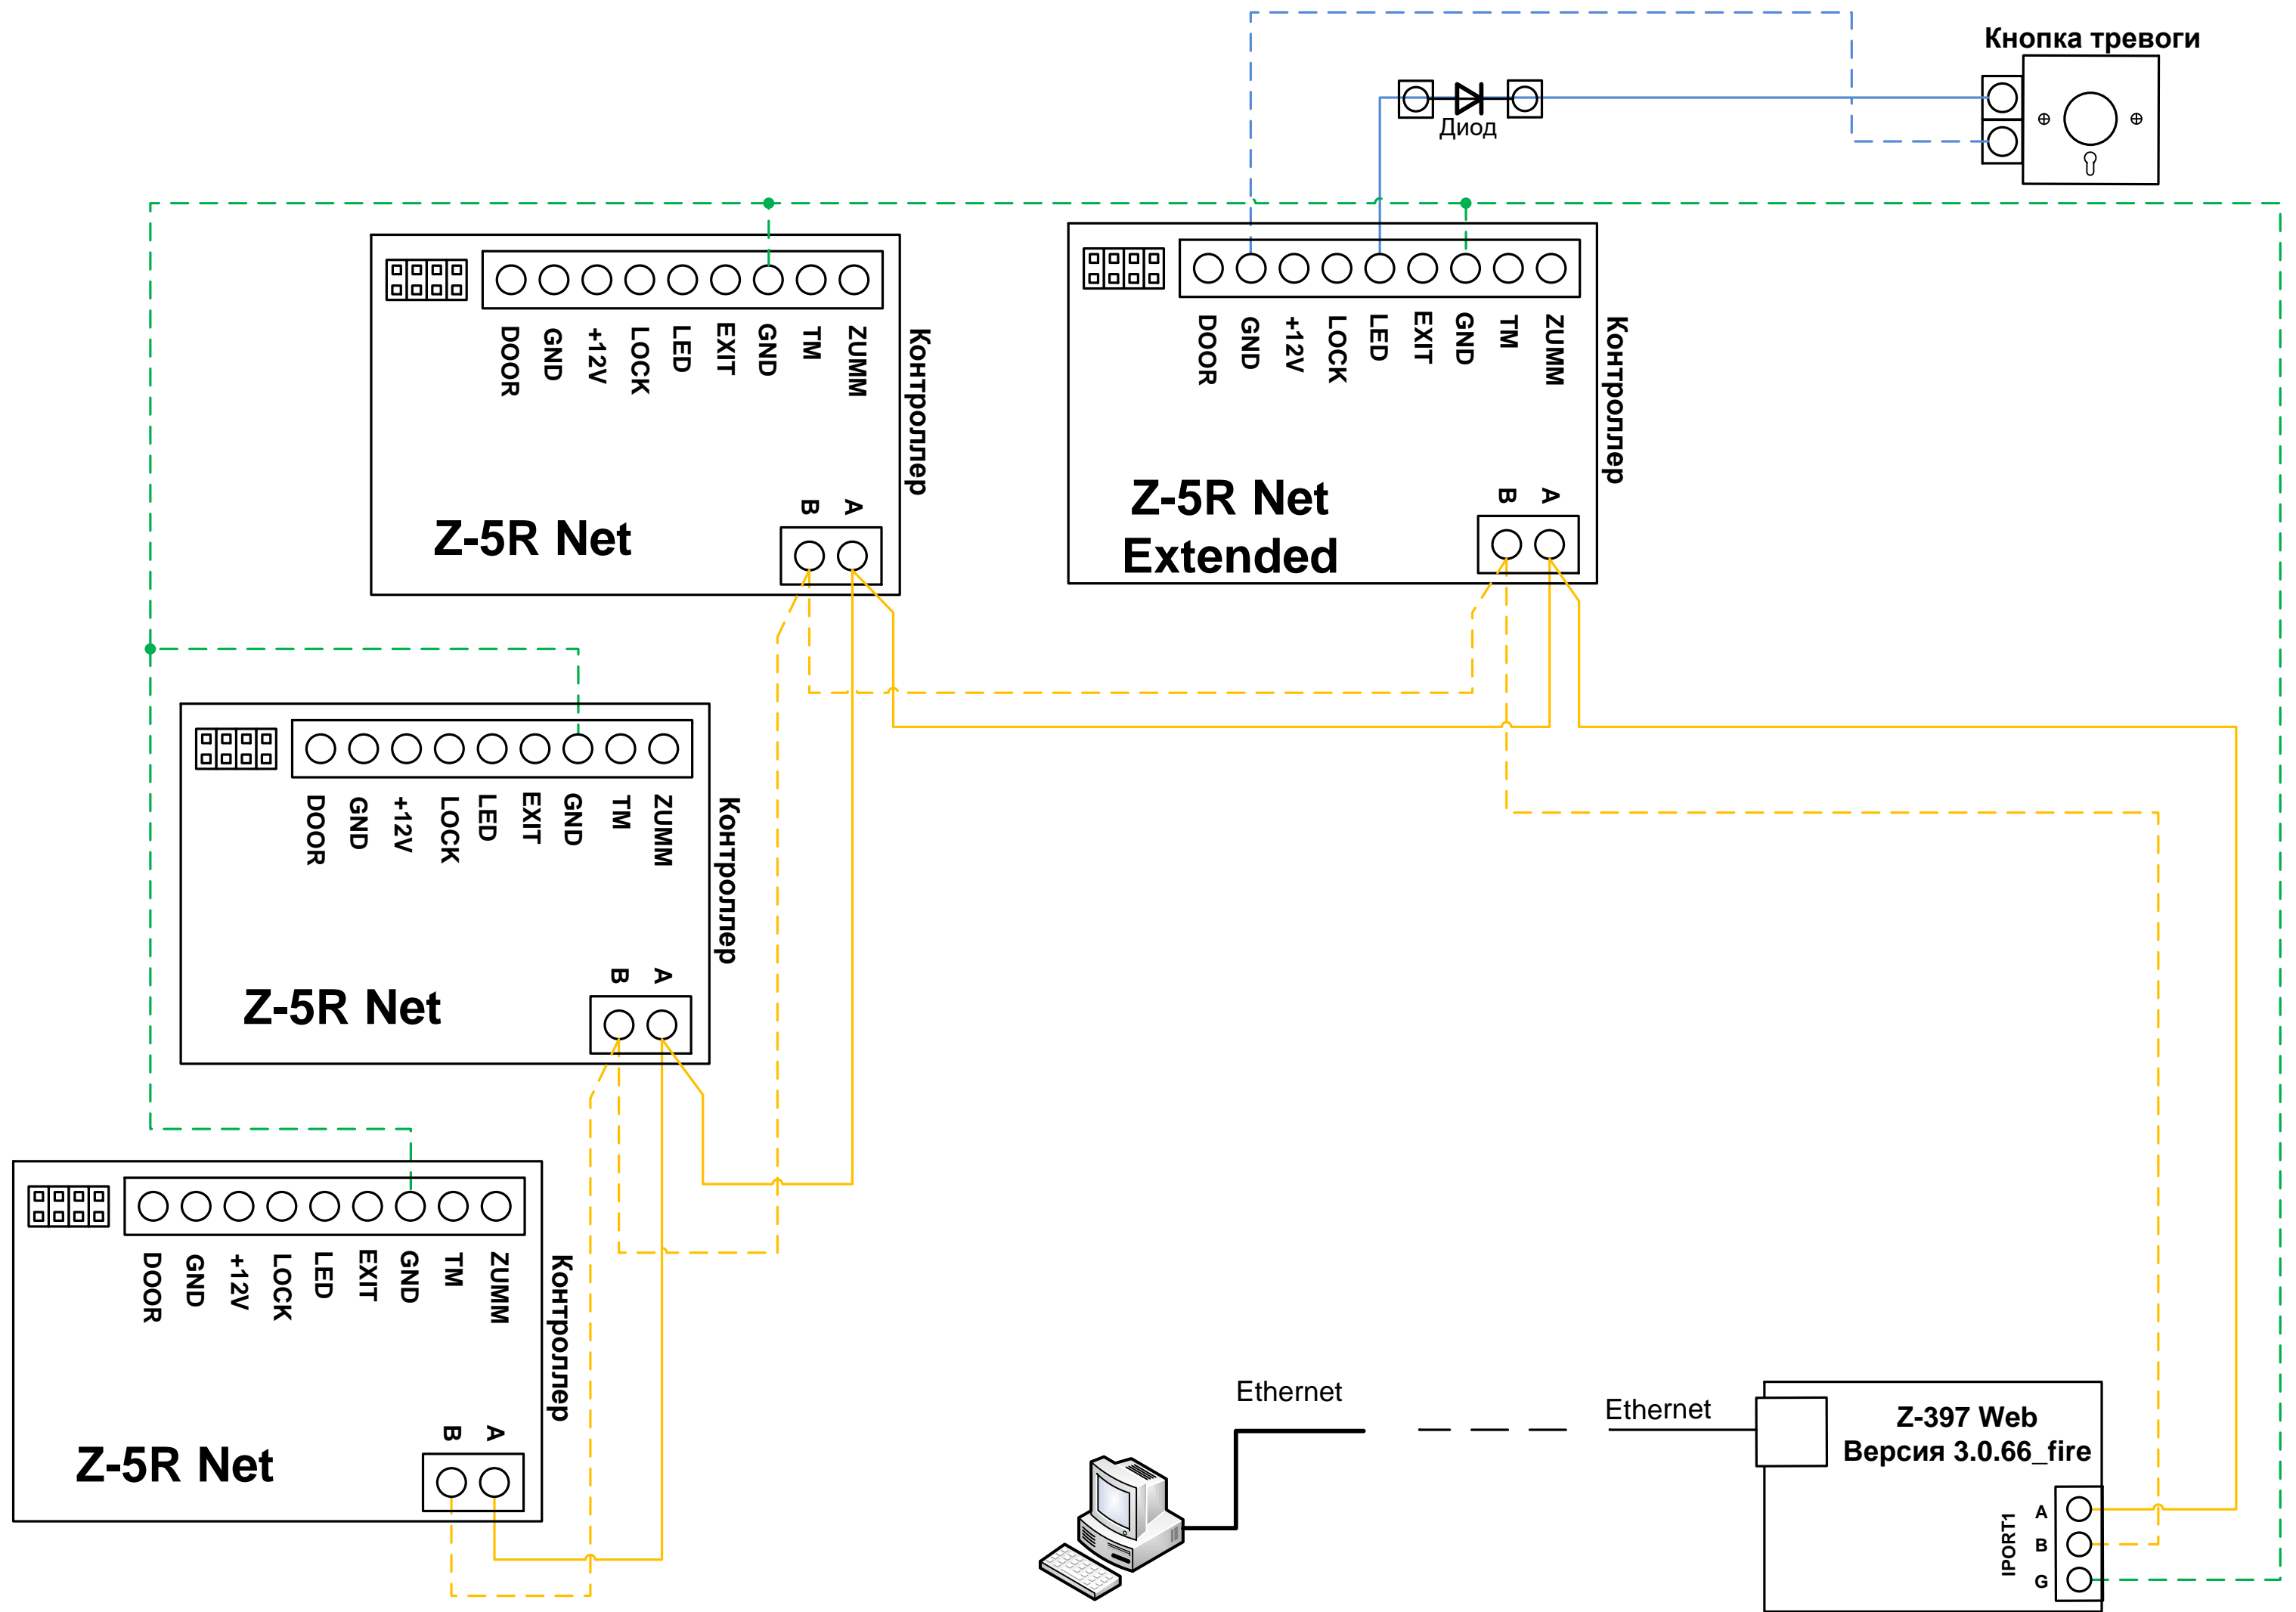 Кнопка тревоги
Диод
DOOR
GND
+12V
LOCK
LED
EXIT
GND
TM
ZUMM
Контроллер
B
A
Z-5R Net
DOOR
GND
+12V
LOCK
LED
EXIT
GND
TM
ZUMM
Контроллер
B
A
Z-5R Net
Extended
DOOR
GND
+12V
LOCK
LED
EXIT
GND
TM
ZUMM
Контроллер
B
A
Z-5R Net
DOOR
GND
+12V
LOCK
LED
EXIT
GND
TM
ZUMM
Контроллер
B
A
Z-5R Net
Ethernet
Ethernet
Z-397 Web
Версия 3.0.66_fire
IPORT1
A
B
G